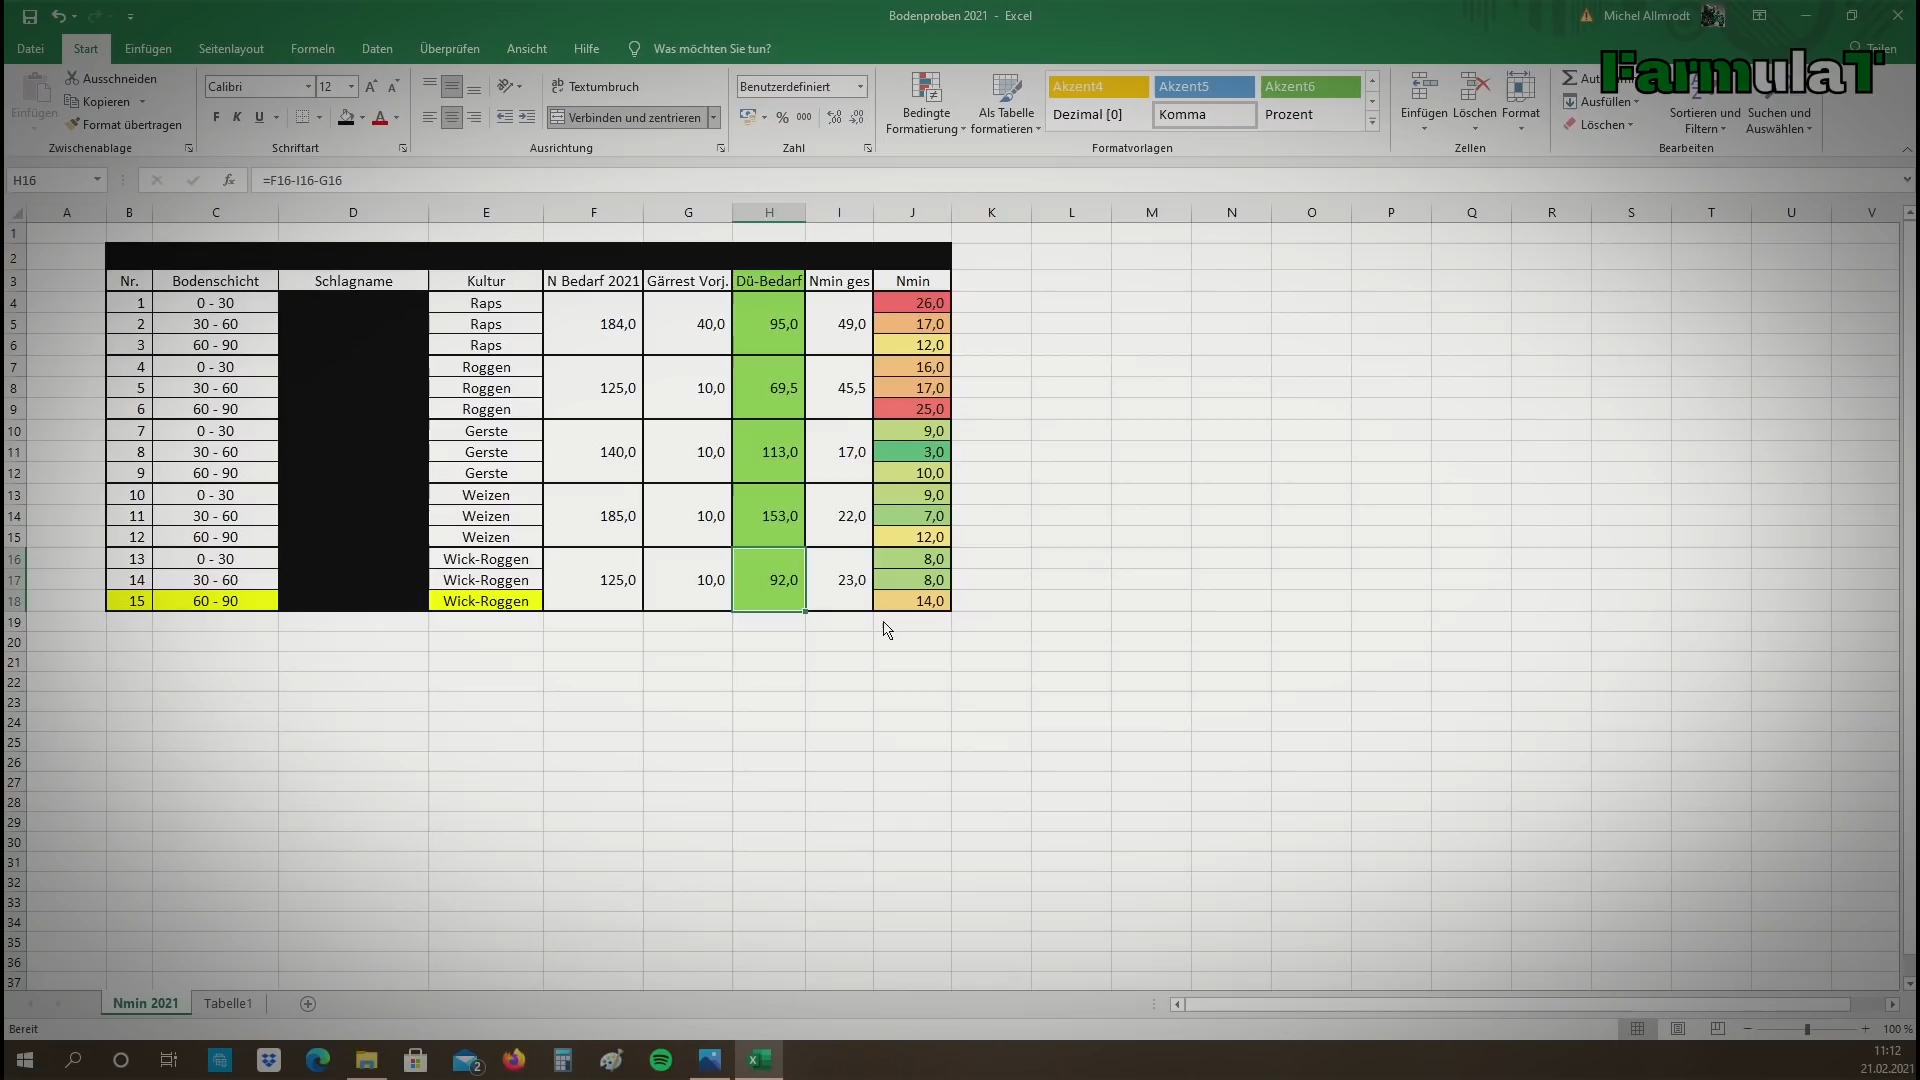 Bodenproben 2021 - Excel
Michel Allmrodt
Datei Start Einfügen Seitenlayout Formeln Daten Überprüfen Ansicht Hilfe Was möchten Sie tun? Teilen
FarmulaT
Einfügen
Ausschneiden
Kopieren
Format übertragen
Zwischenablage
Calibri 12
F K U
Schriftart
Textumbruch
Verbinden und zentrieren
Ausrichtung
Benutzerdefiniert
% 000
Zahl
Bedingte Formatierung
Als Tabelle formatieren
Akzent4 Akzent5 Akzent6
Dezimal [0] Komma Prozent
Formatvorlagen
Einfügen Löschen Format
Zellen
Ausfüllen
Löschen
Sortieren und Filtern
Suchen und Auswählen
Bearbeiten
H16 fx =F16-I16-G16
A B C D E F G H I J K L M N O P Q R S T U V
1
2
3 Nr. Bodenschicht Schlagname Kultur N Bedarf 2021 Gärrest Vorj. Dü-Bedarf Nmin ges Nmin
4 1 0 - 30 Raps 26,0
5 2 30 - 60 Raps 184,0 40,0 95,0 49,0 17,0
6 3 60 - 90 Raps 12,0
7 4 0 - 30 Roggen 16,0
8 5 30 - 60 Roggen 125,0 10,0 69,5 45,5 17,0
9 6 60 - 90 Roggen 25,0
10 7 0 - 30 Gerste 9,0
11 8 30 - 60 Gerste 140,0 10,0 113,0 17,0 3,0
12 9 60 - 90 Gerste 10,0
13 10 0 - 30 Weizen 9,0
14 11 30 - 60 Weizen 185,0 10,0 153,0 22,0 7,0
15 12 60 - 90 Weizen 12,0
16 13 0 - 30 Wick-Roggen 8,0
17 14 30 - 60 Wick-Roggen 125,0 10,0 92,0 23,0 8,0
18 15 60 - 90 Wick-Roggen 14,0
19
20
21
22
23
24
25
26
27
28
29
30
31
32
33
34
35
36
37
Nmin 2021 Tabelle1
Bereit
100 %
2
11:12
21.02.2021